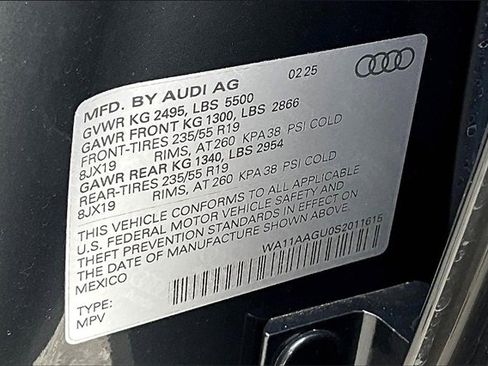 MFD. BY AUDI AG 02 25
GVWR KG 2495, LBS 5500
GAWR FRONT KG 1300, LBS 2866
FRONT-TIRES 235/55 R19
8JX19 RIMS, AT 260 KPA38 PSI COLD
GAWR REAR KG 1340, LBS 2954
REAR-TIRES 235/55 R19
8JX19 RIMS, AT 260 KPA 38 PSI COLD
THIS VEHICLE CONFORMS TO ALL APPLICABLE
U.S. FEDERAL MOTOR VEHICLE SAFETY AND
THEFT PREVENTION STANDARDS IN EFFECT ON
THE DATE OF MANUFACTURE SHOWN ABOVE
MEXICO
WA11AAGU0S2011616
TYPE:
MPV